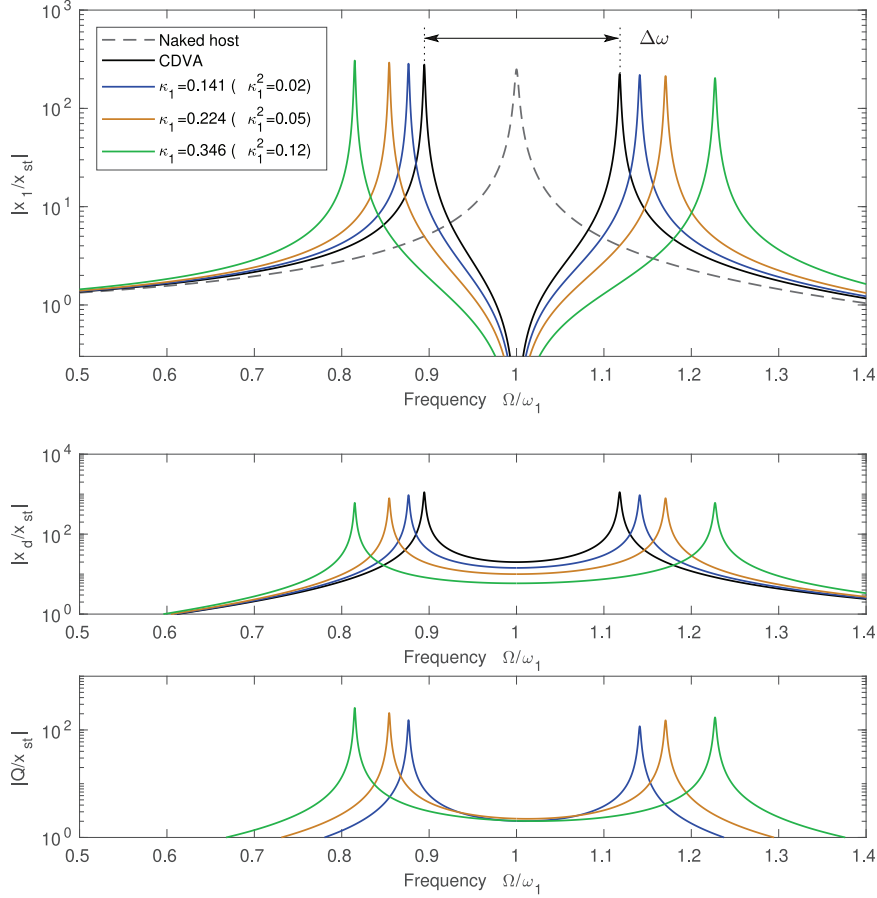 10^3
10^2
10^1
10^0
|x_1/x_st|
Naked host
CDVA
κ_1=0.141 ( κ_1^2=0.02)
κ_1=0.224 ( κ_1^2=0.05)
κ_1=0.346 ( κ_1^2=0.12)
Δω
0.5 0.6 0.7 0.8 0.9 1 1.1 1.2 1.3 1.4
Frequency Ω/ω_1
10^4
10^2
10^0
|x_d/x_st|
0.5 0.6 0.7 0.8 0.9 1 1.1 1.2 1.3 1.4
Frequency Ω/ω_1
10^2
10^0
|Q/x_st|
0.5 0.6 0.7 0.8 0.9 1 1.1 1.2 1.3 1.4
Frequency Ω/ω_1